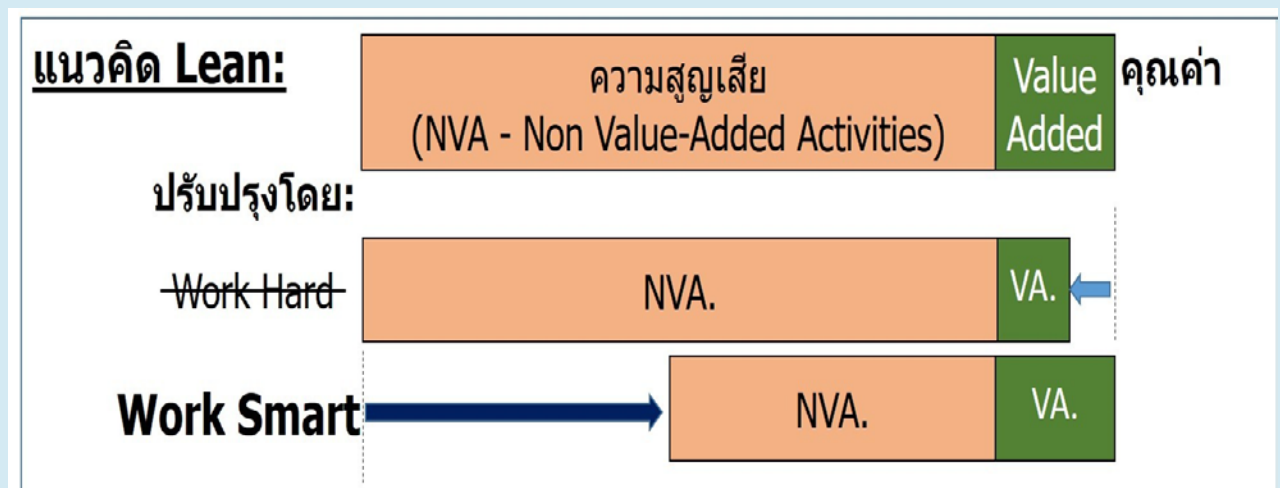 แนวคิด Lean:
ความสูญเสีย
(NVA - Non Value-Added Activities)
Value
Added
คุณค่า
ปรับปรุงโดย:
Work Hard
NVA.
VA.
Work Smart
NVA.
VA.